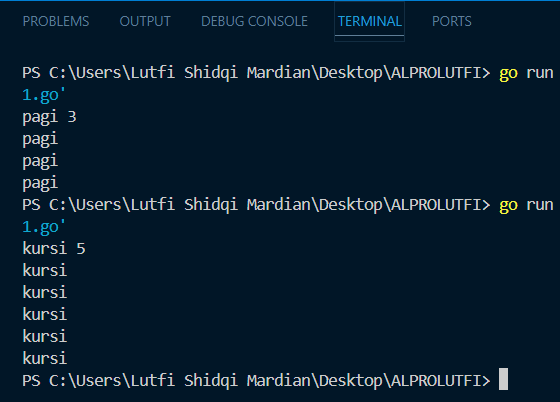 PROBLEMS OUTPUT DEBUG CONSOLE TERMINAL PORTS
PS C:\Users\Lutfi Shidqi Mardian\Desktop\ALPROLUTFI> go run
1.go'
pagi 3
pagi
pagi
pagi
PS C:\Users\Lutfi Shidqi Mardian\Desktop\ALPROLUTFI> go run
1.go'
kursi 5
kursi
kursi
kursi
kursi
kursi
PS C:\Users\Lutfi Shidqi Mardian\Desktop\ALPROLUTFI>